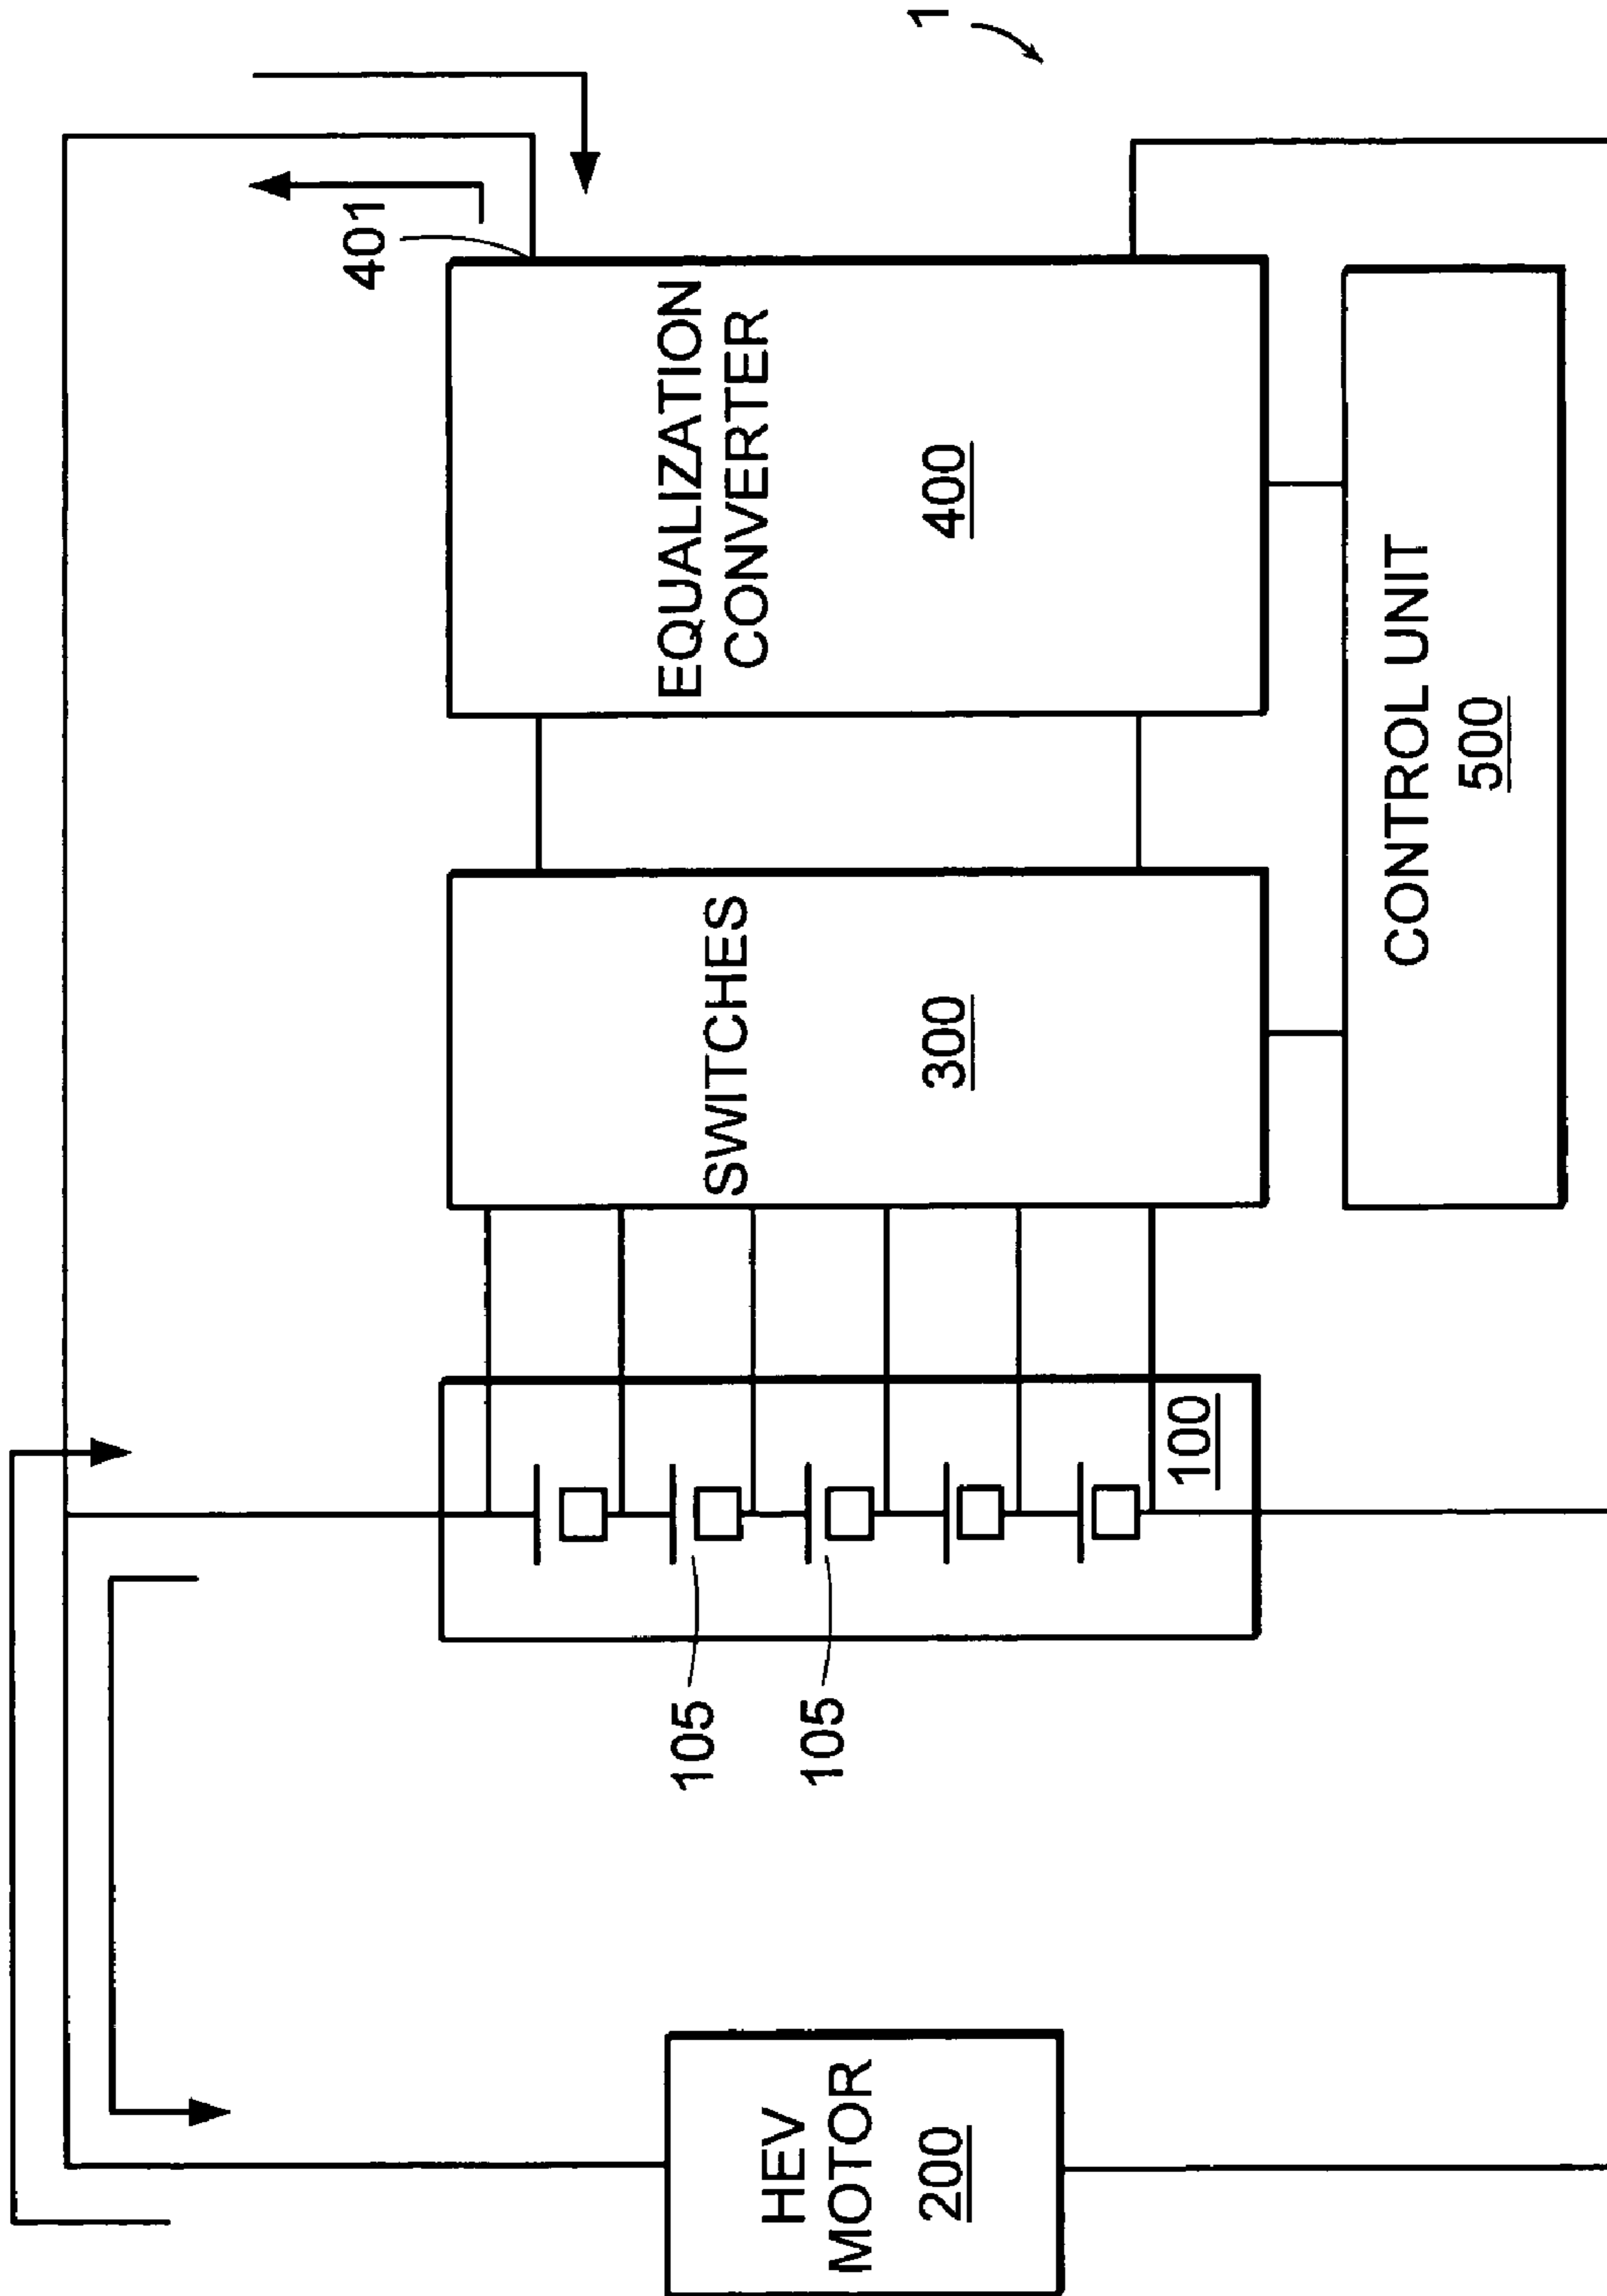 1
401
EQUALIZATION
CONVERTER
400
SWITCHES
300
CONTROL UNIT
500
100
105
105
HEV
MOTOR
200